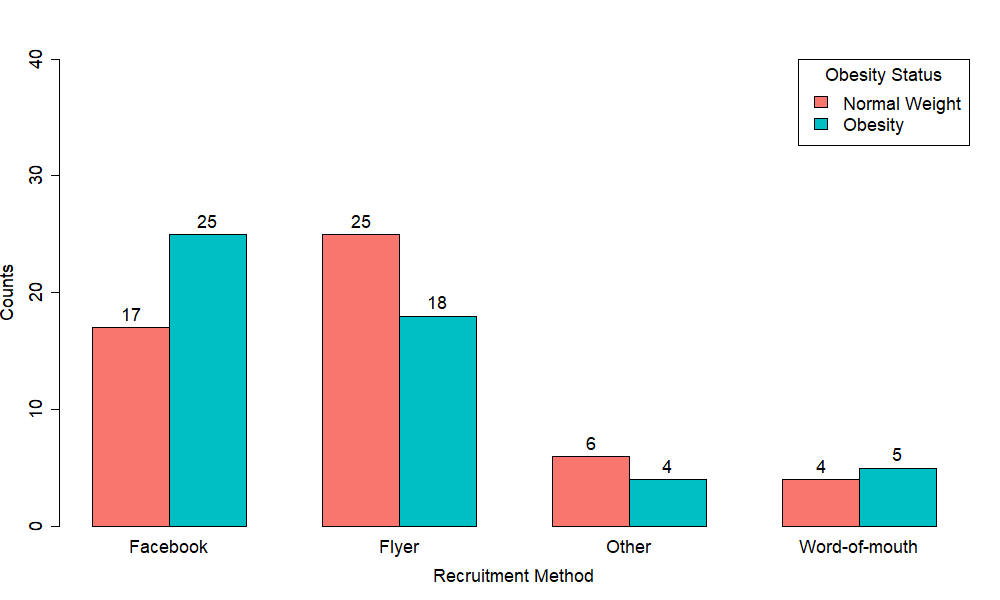 40
30
20
10
0
Counts
Obesity Status
Normal Weight
Obesity
17
25
25
18
6
4
4
5
Facebook
Flyer
Other
Word-of-mouth
Recruitment Method